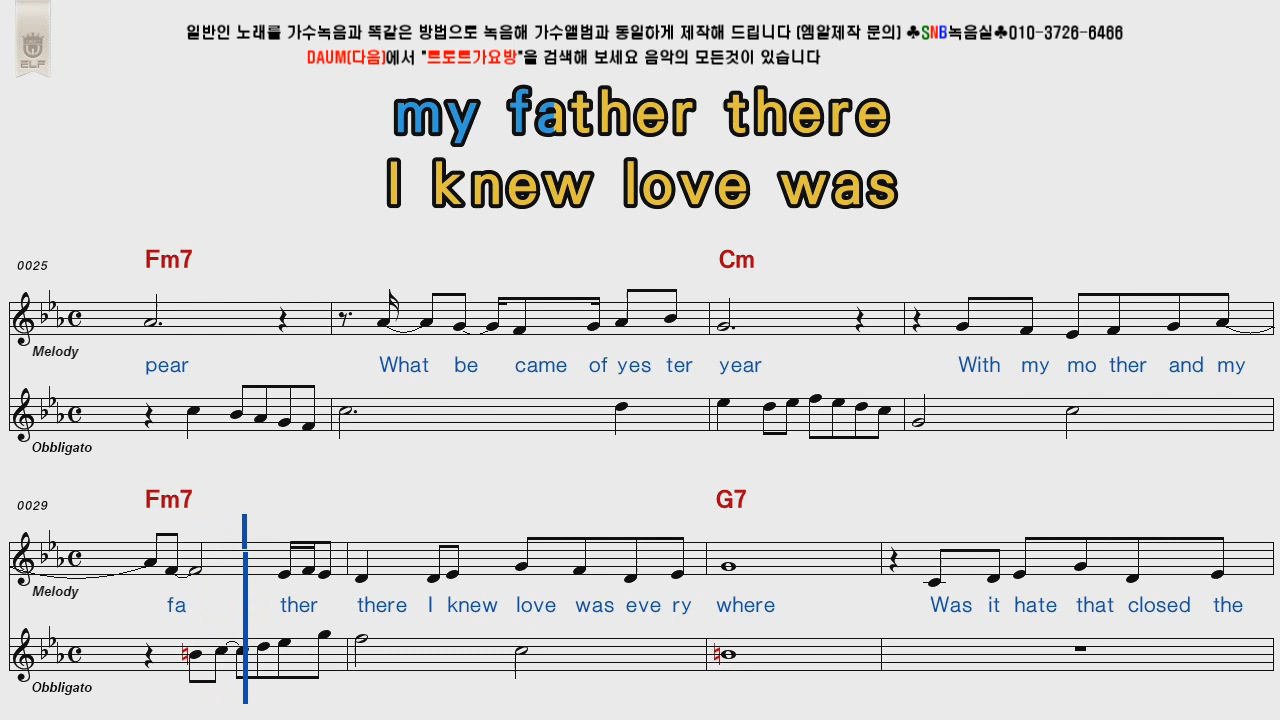 일반인 노래를 가수녹음과 똑같은 방법으로 녹음해 가수앨범과 동일하게 제작해 드립니다 (엠알제작 문의) ♣SNB녹음실♣010-3726-6466
DAUM(다음)에서 "트로트가요방"을 검색해 보세요 음악의 모든것이 있습니다
ELF
my father there
I knew love was
0025 Fm7 Cm
Melody
pear What be came of yes ter year With my mo ther and my
Obbligato
0029 Fm7 G7
Melody
fa ther there I knew love was eve ry where Was it hate that closed the
Obbligato